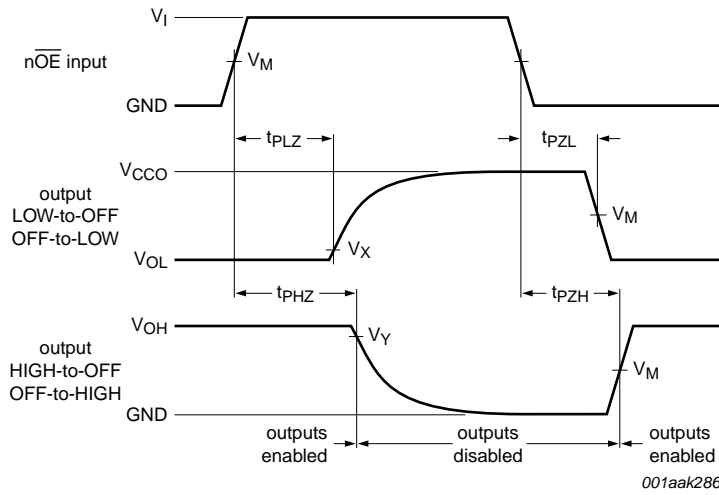 VI
nOE input
VM
GND
tPLZ
tPZL
VCCO
output
LOW-to-OFF
OFF-to-LOW
VM
VX
VOL
tPHZ
tPZH
VOH
VY
output
HIGH-to-OFF
OFF-to-HIGH
VM
GND
outputs
enabled
outputs
disabled
outputs
enabled
001aak286